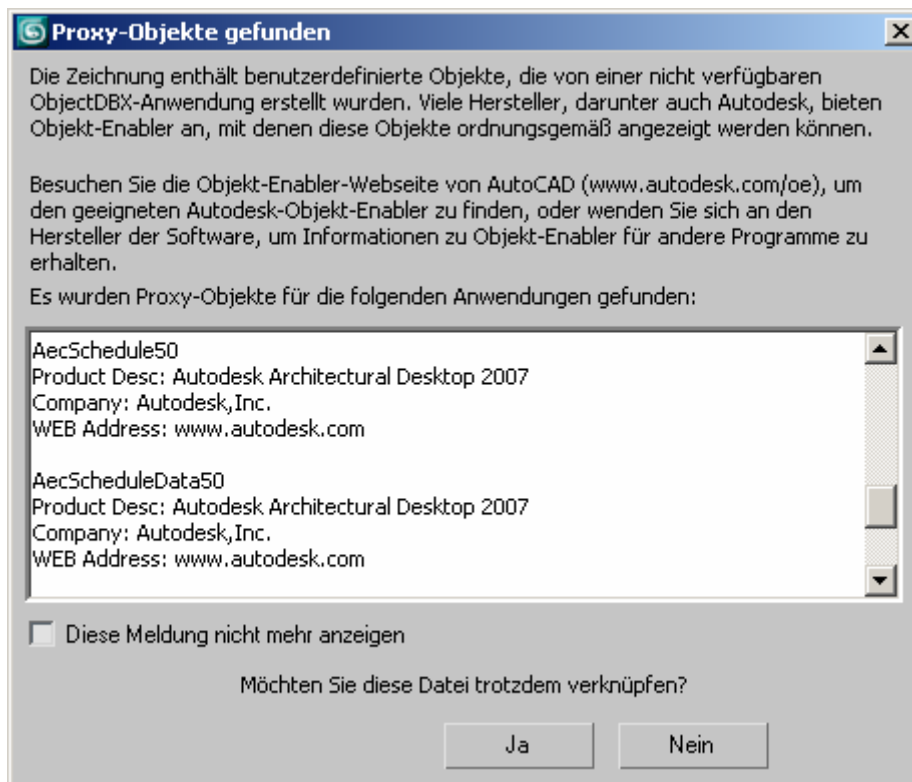 Proxy-Objekte gefunden
Die Zeichnung enthält benutzerdefinierte Objekte, die von einer nicht verfügbaren
ObjectDBX-Anwendung erstellt wurden. Viele Hersteller, darunter auch Autodesk, bieten
Objekt-Enabler an, mit denen diese Objekte ordnungsgemäß angezeigt werden können.
Besuchen Sie die Objekt-Enabler-Webseite von AutoCAD (www.autodesk.com/oe), um
den geeigneten Autodesk-Objekt-Enabler zu finden, oder wenden Sie sich an den
Hersteller der Software, um Informationen zu Objekt-Enabler für andere Programme zu
erhalten.
Es wurden Proxy-Objekte für die folgenden Anwendungen gefunden:
AecSchedule50
Product Desc: Autodesk Architectural Desktop 2007
Company: Autodesk,Inc.
WEB Address: www.autodesk.com
AecScheduleData50
Product Desc: Autodesk Architectural Desktop 2007
Company: Autodesk,Inc.
WEB Address: www.autodesk.com
Diese Meldung nicht mehr anzeigen
Möchten Sie diese Datei trotzdem verknüpfen?
Ja
Nein